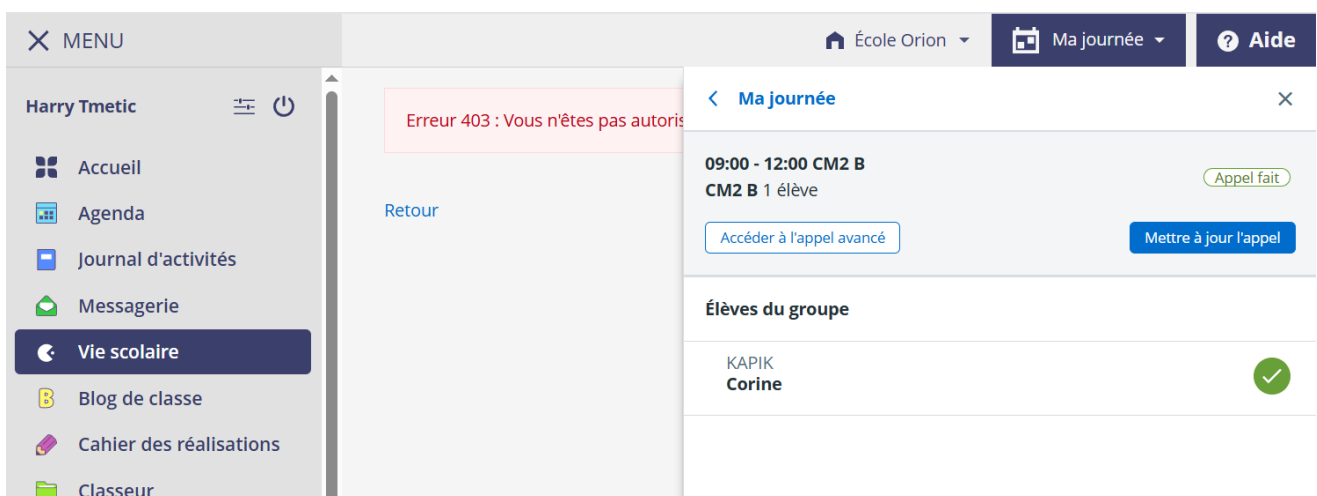 MENU
École Orion
Ma journée
Aide
Harry Tmetic
Accueil
Agenda
Journal d'activités
Messagerie
Vie scolaire
Blog de classe
Cahier des réalisations
Classeur
Erreur 403 : Vous n'êtes pas autoris
Retour
Ma journée
09:00 - 12:00 CM2 B
CM2 B 1 élève
Appel fait
Accéder à l'appel avancé
Mettre à jour l'appel
Élèves du groupe
KAPIK
Corine